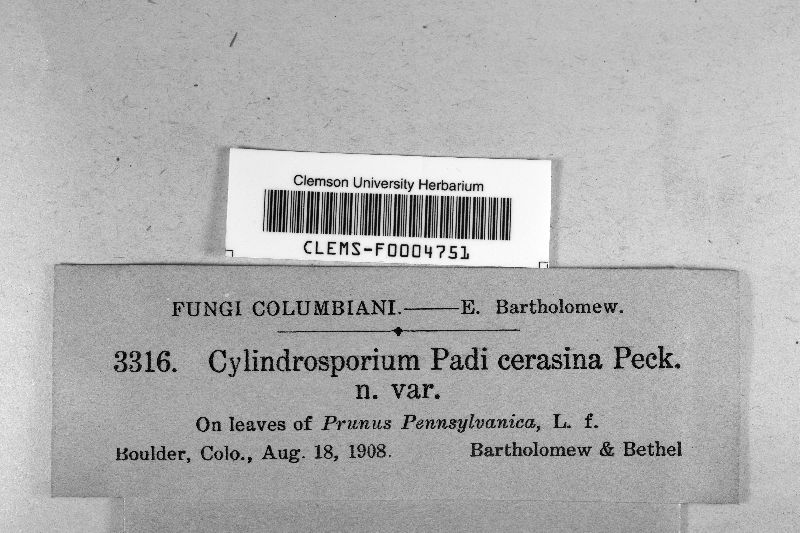 Clemson University Herbarium
CLEMS-F0004751
FUNGI COLUMBIANI.——E. Bartholomew.
3316. Cylindrosporium Padi cerasina Peck.
n. var.
On leaves of Prunus Pennsylvanica, L. f.
Boulder, Colo., Aug. 18, 1908. Bartholomew & Bethel